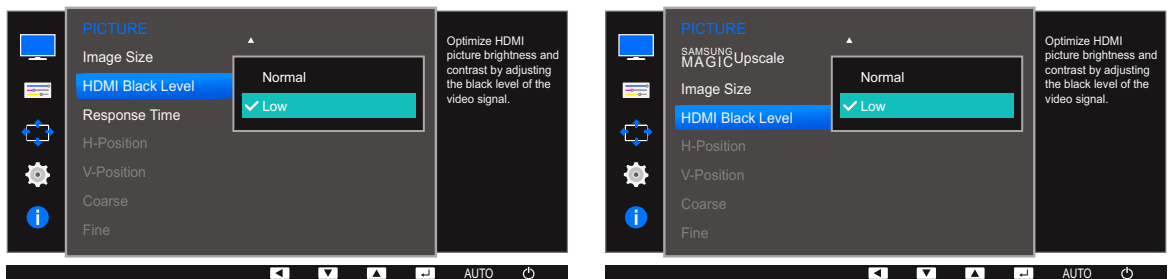 PICTURE
Image Size
HDMI Black Level
Response Time
H-Position
V-Position
Coarse
Fine
Normal
Low
Optimize HDMI
picture brightness and
contrast by adjusting
the black level of the
video signal.
AUTO
PICTURE
SAMSUNG
MAGICUpscale
Image Size
HDMI Black Level
H-Position
V-Position
Coarse
Fine
Normal
Low
Optimize HDMI
picture brightness and
contrast by adjusting
the black level of the
video signal.
AUTO